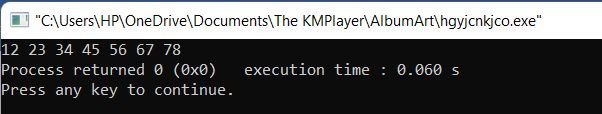 "C:\Users\HP\OneDrive\Documents\The KMPlayer\AlbumArt\hgyjcnkjco.exe"
12 23 34 45 56 67 78
Process returned 0 (0x0)   execution time : 0.060 s
Press any key to continue.